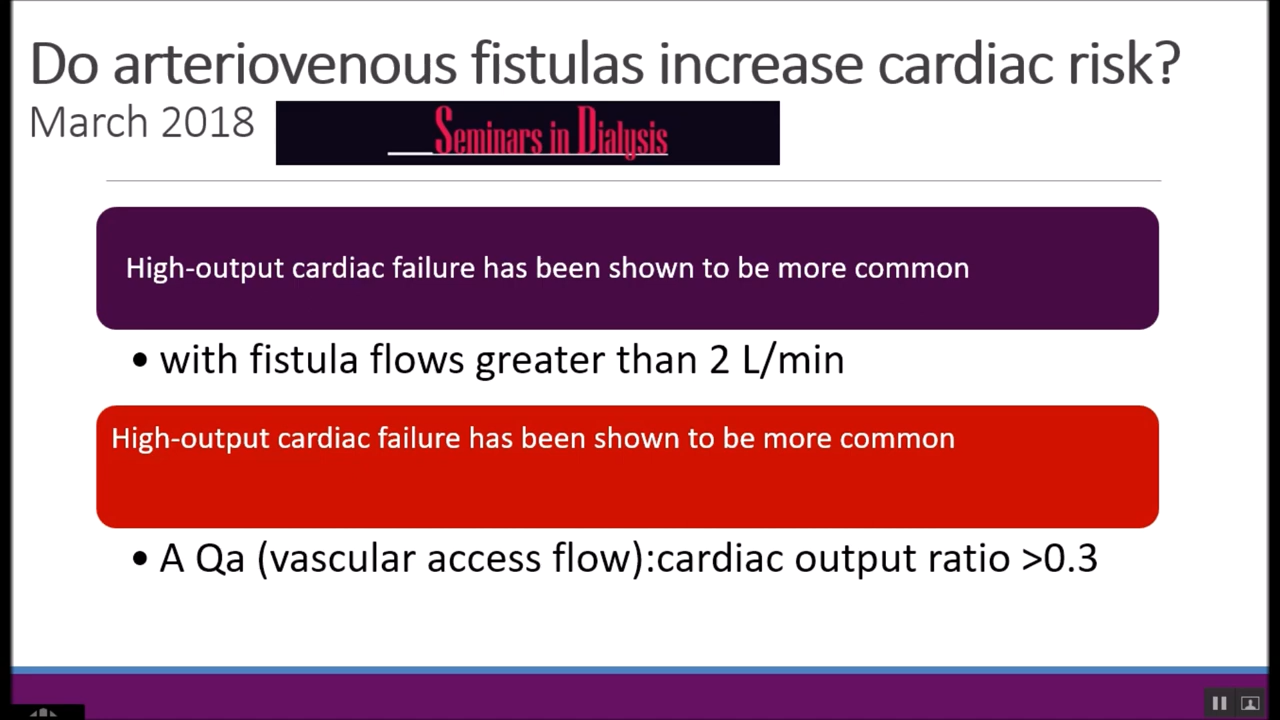 Do arteriovenous fistulas increase cardiac risk?
March 2018
Seminars in Dialysis
High-output cardiac failure has been shown to be more common
• with fistula flows greater than 2 L/min
High-output cardiac failure has been shown to be more common
• A Qa (vascular access flow):cardiac output ratio >0.3